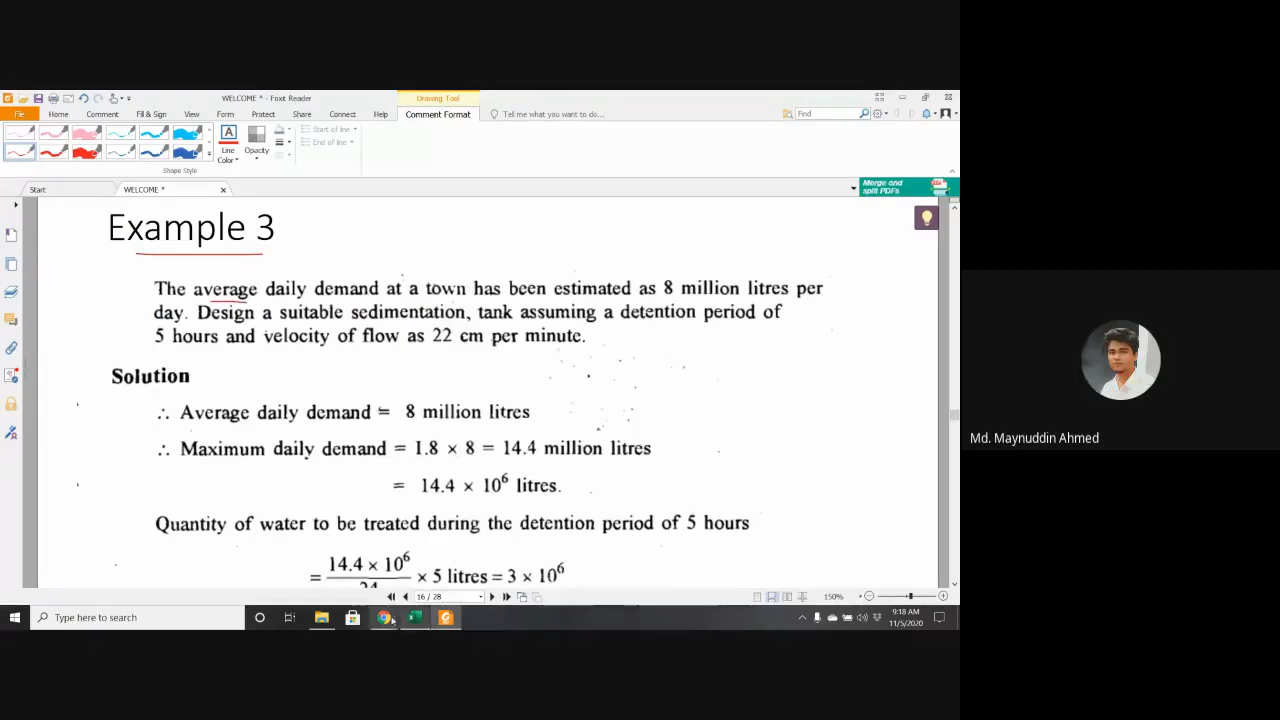 WELCOME * - Foxit Reader
Drawing Tool
File Home Comment Fill & Sign View Form Protect Share Connect Help Comment Format Tell me what you want to do... Find
Line Color
Opacity
Start of line
End of line
Shape Style
Start
WELCOME *
Merge and split PDFs
Example 3
The average daily demand at a town has been estimated as 8 million litres per
day. Design a suitable sedimentation, tank assuming a detention period of
5 hours and velocity of flow as 22 cm per minute.
Solution
∴ Average daily demand = 8 million litres
∴ Maximum daily demand = 1.8 × 8 = 14.4 million litres
= 14.4 × 10⁶ litres.
Quantity of water to be treated during the detention period of 5 hours
= 14.4 × 10⁶ / 24 × 5 litres = 3 × 10⁶
16 / 28
150%
Type here to search
9:18 AM
11/5/2020
Md. Maynuddin Ahmed